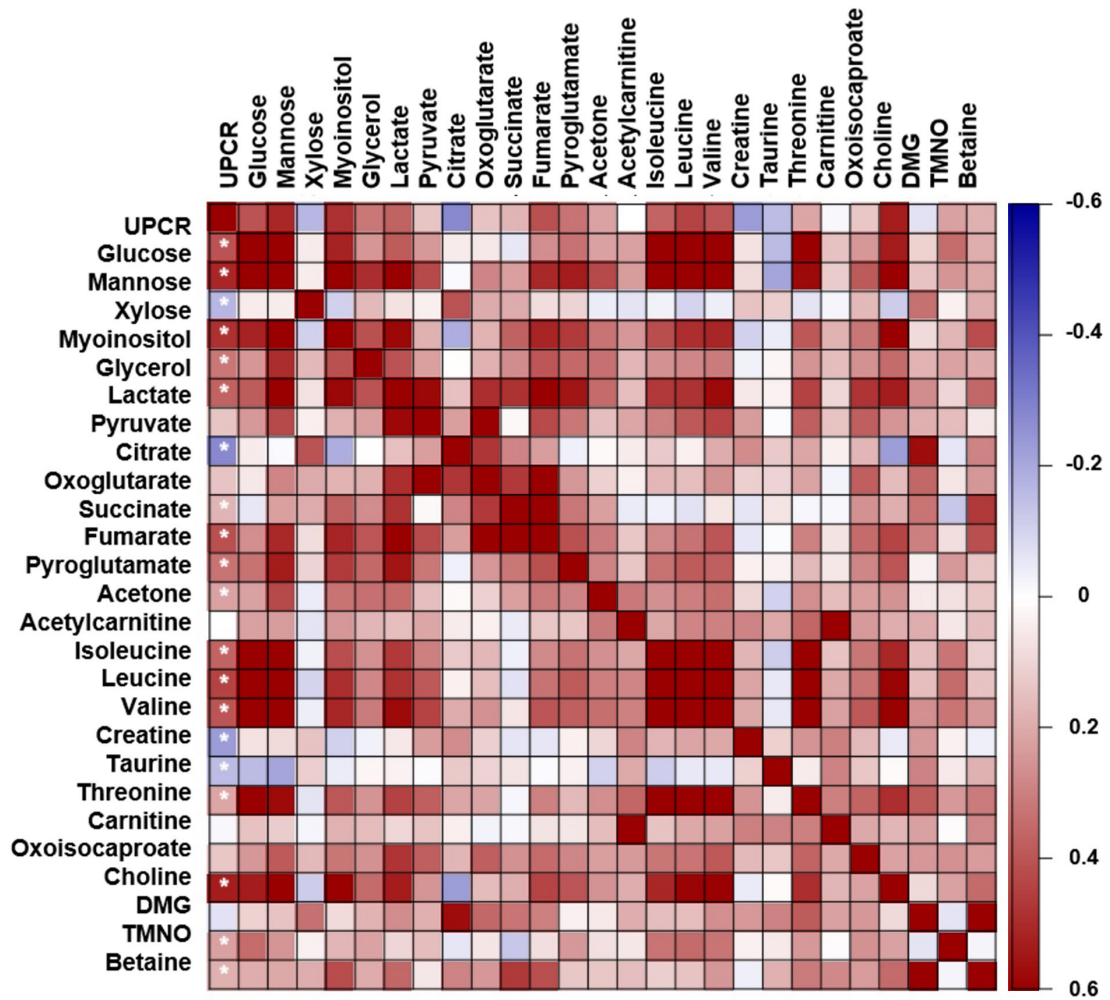 UPCR
Glucose
Mannose
Xylose
Myoinositol
Glycerol
Lactate
Pyruvate
Citrate
Oxoglutarate
Succinate
Fumarate
Pyroglutamate
Acetone
Acetylcarnitine
Isoleucine
Leucine
Valine
Creatine
Taurine
Threonine
Carnitine
Oxoisocaproate
Choline
DMG
TMNO
Betaine
UPCR
Glucose
*
Mannose
*
Xylose
*
Myoinositol
*
Glycerol
*
Lactate
*
Pyruvate
Citrate
*
Oxoglutarate
Succinate
*
Fumarate
*
Pyroglutamate
*
Acetone
*
Acetylcarnitine
Isoleucine
*
Leucine
*
Valine
*
Creatine
*
Taurine
*
Threonine
*
Carnitine
Oxoisocaproate
Choline
*
DMG
TMNO
*
Betaine
*
-0.6
-0.4
-0.2
0
0.2
0.4
0.6